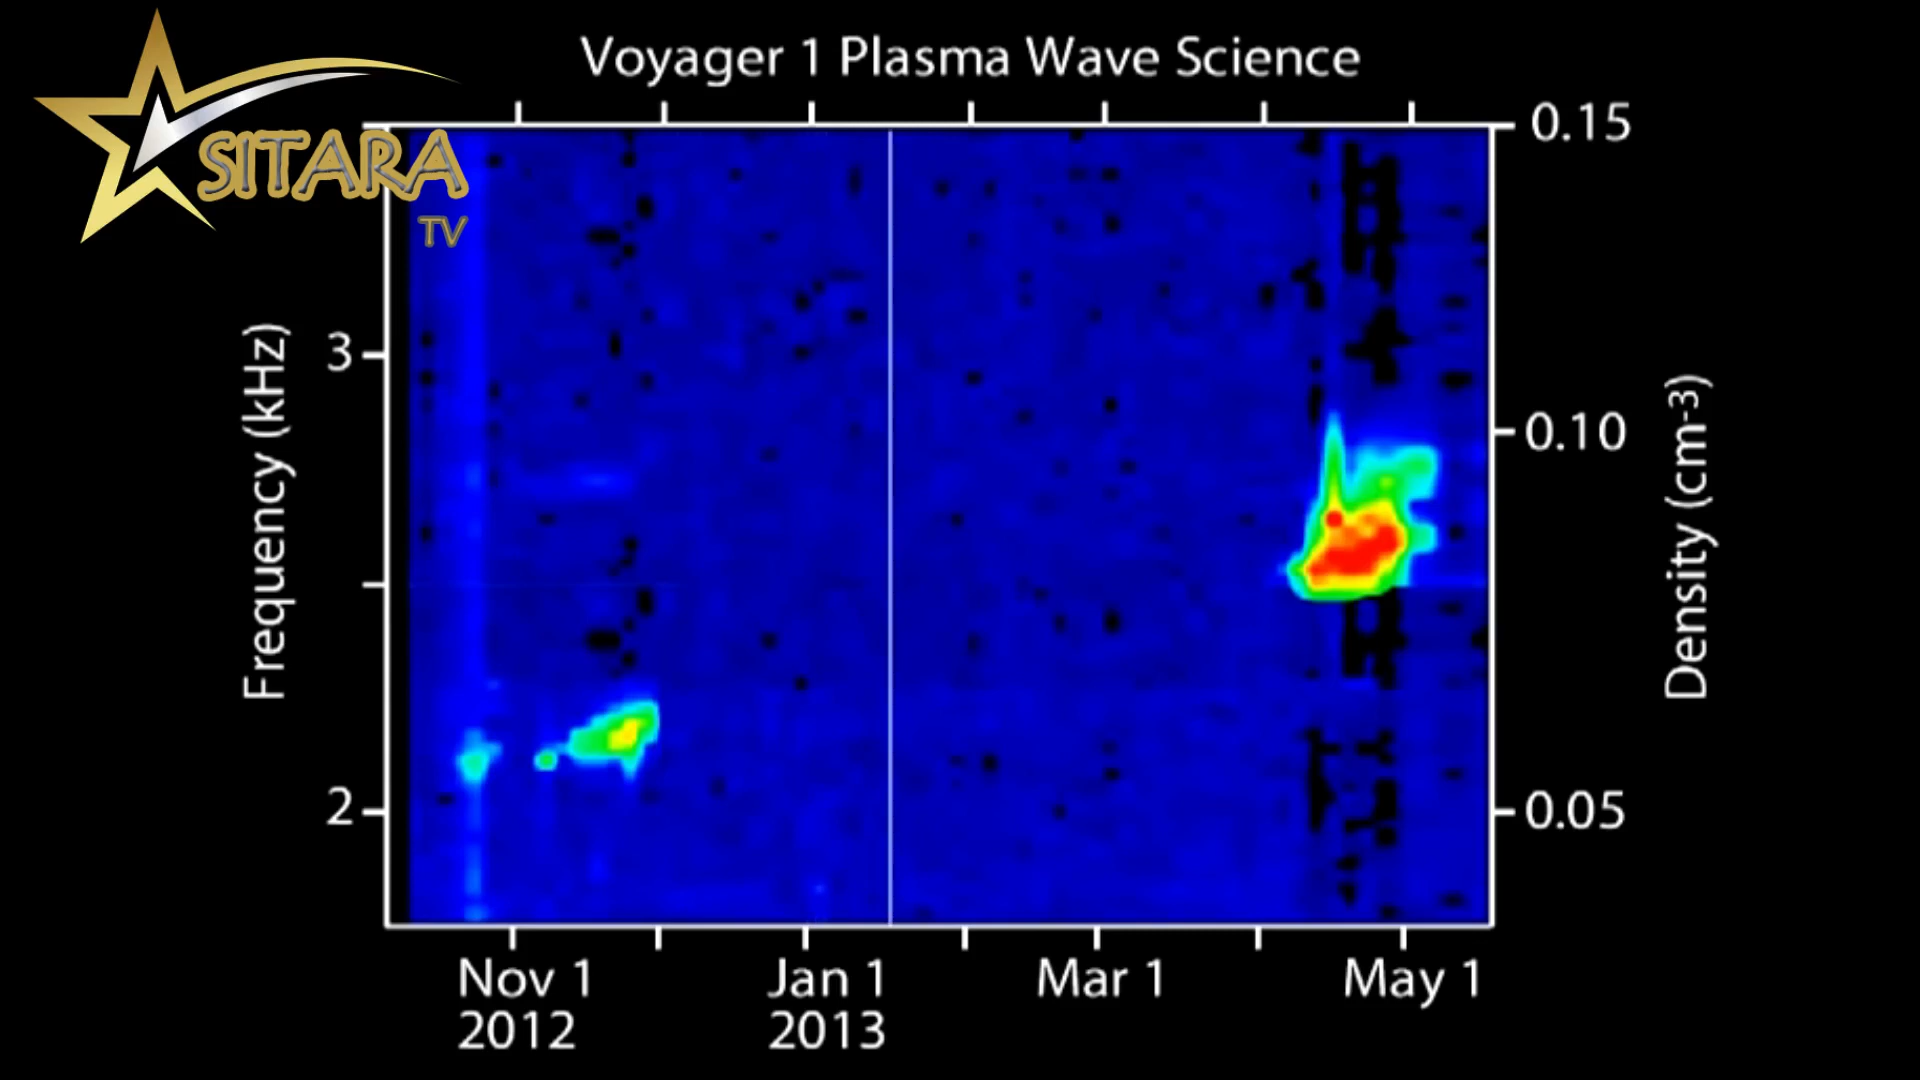 Voyager 1 Plasma Wave Science
SITARA
TV
0.15
3
0.10
Frequency (kHz)
Density (cm-3)
2
0.05
Nov 1
2012
Jan 1
2013
Mar 1
May 1